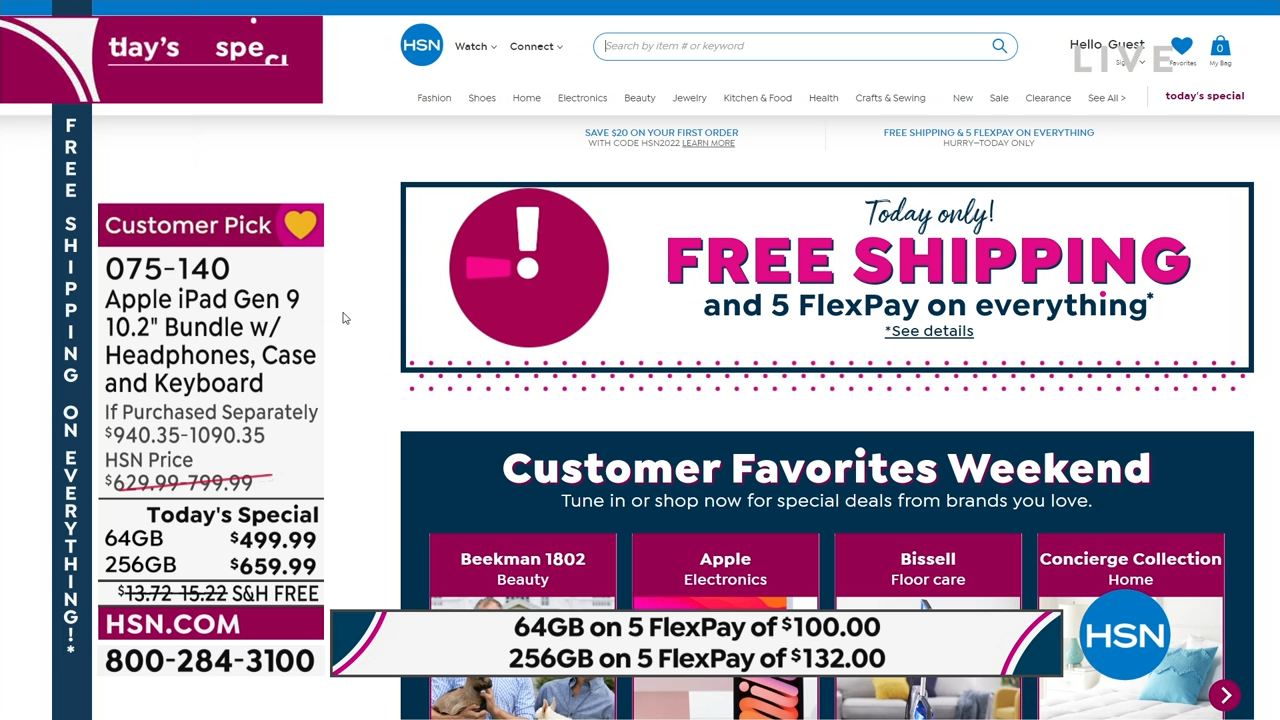 today's spe
FREE SHIPPING ON EVERYTHING!*
Customer Pick
075-140
Apple iPad Gen 9
10.2" Bundle w/
Headphones, Case
and Keyboard
If Purchased Separately
$940.35-1090.35
HSN Price
$629.99-799.99
Today's Special
64GB $499.99
256GB $659.99
$13.72-15.22 S&H FREE
HSN.COM
800-284-3100
HSN Watch Connect Search by item # or keyword Hello, Guest
LIVE
Favorites 0 My Bag
Fashion Shoes Home Electronics Beauty Jewelry Kitchen & Food Health Crafts & Sewing New Sale Clearance See All > today's special
SAVE $20 ON YOUR FIRST ORDER
WITH CODE HSN2022 LEARN MORE
FREE SHIPPING & 5 FLEXPAY ON EVERYTHING
HURRY–TODAY ONLY
Today only!
FREE SHIPPING
and 5 FlexPay on everything*
*See details
Customer Favorites Weekend
Tune in or shop now for special deals from brands you love.
Beekman 1802
Beauty
Apple
Electronics
Bissell
Floor care
Concierge Collection
Home
64GB on 5 FlexPay of $100.00
256GB on 5 FlexPay of $132.00
HSN